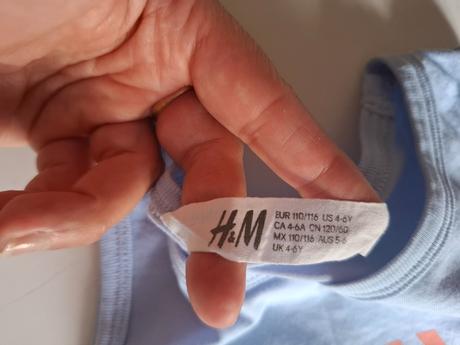 H&M
EUR 110/116 US 4-6Y
CA 4-6A CN 120/60
MX 110/116 AUS 5-6
UK 4-6Y